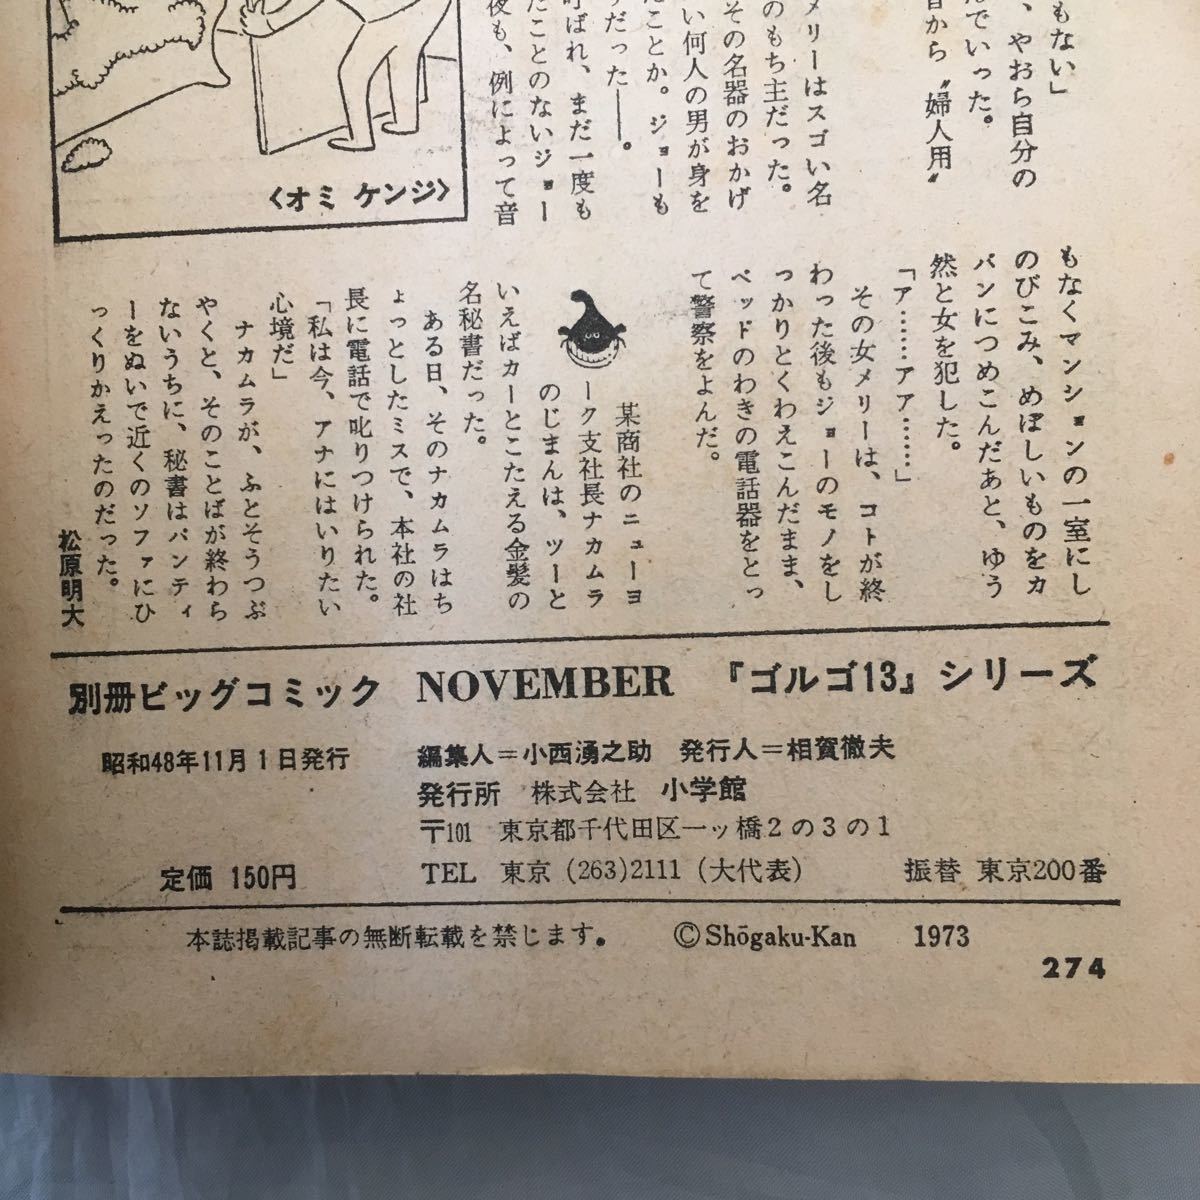 もない」
、やおら自分の
んでいった。
から〝婦人用〟
メリーはスゴい名
のもち主だった。
その名器のおかげ
い何人の男が身を
たことか。ジョーも
だった——。
呼ばれ、まだ一度も
たことのないジョー
夜も、例によって音
〈オミ ケンジ〉
もなくマンションの一室にし
のびこみ、めぼしいものをカ
バンにつめこんだあと、ゆう
然と女を犯した。
「ア……アア……」
その女メリーは、コトが終
わった後もジョーのモノをし
っかりとくわえこんだまま、
ベッドのわきの電話器をとっ
て警察をよんだ。
某商社のニューヨ
ーク支社長ナカムラ
のじまんは、ツーと
いえばカーとこたえる金髪の
名秘書だった。
ある日、そのナカムラはち
ょっとしたミスで、本社の社
長に電話で叱りつけられた。
「私は今、アナにはいりたい
心境だ」
ナカムラが、ふとそうつぶ
やくと、そのことばが終わら
ないうちに、秘書はパンティ
ーをぬいで近くのソファにひ
っくりかえったのだった。
松原明大
別冊ビッグコミック NOVEMBER 『ゴルゴ13』シリーズ
昭和48年11月1日発行 編集人＝小西湧之助 発行人＝相賀徹夫
発行所 株式会社 小学館
〒101 東京都千代田区一ッ橋2の3の1
定価 150円 TEL 東京(263)2111(大代表) 振替 東京200番
本誌掲載記事の無断転載を禁じます。 ©Shōgaku-Kan 1973
274